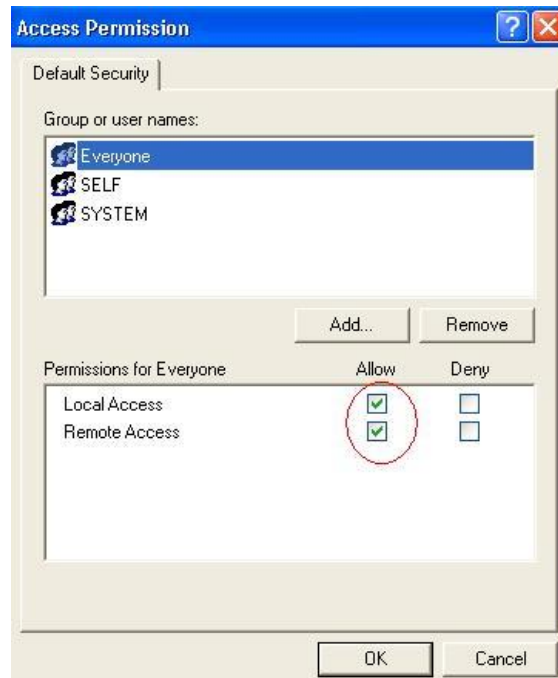 Access Permission
Default Security
Group or user names:
Everyone
SELF
SYSTEM
Add... Remove
Permissions for Everyone Allow Deny
Local Access
Remote Access
OK Cancel